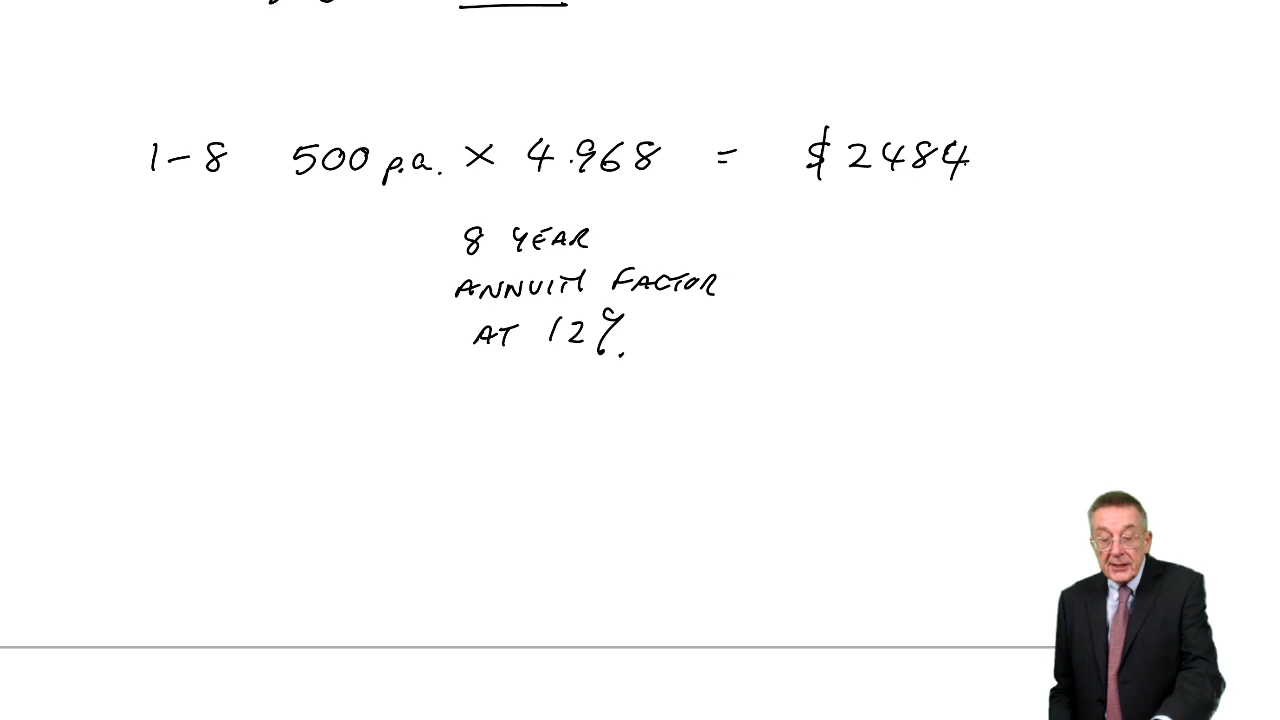 1-8 500 p.a. × 4.968 = $2484
8 YEAR
ANNUITY FACTOR
AT 12%.